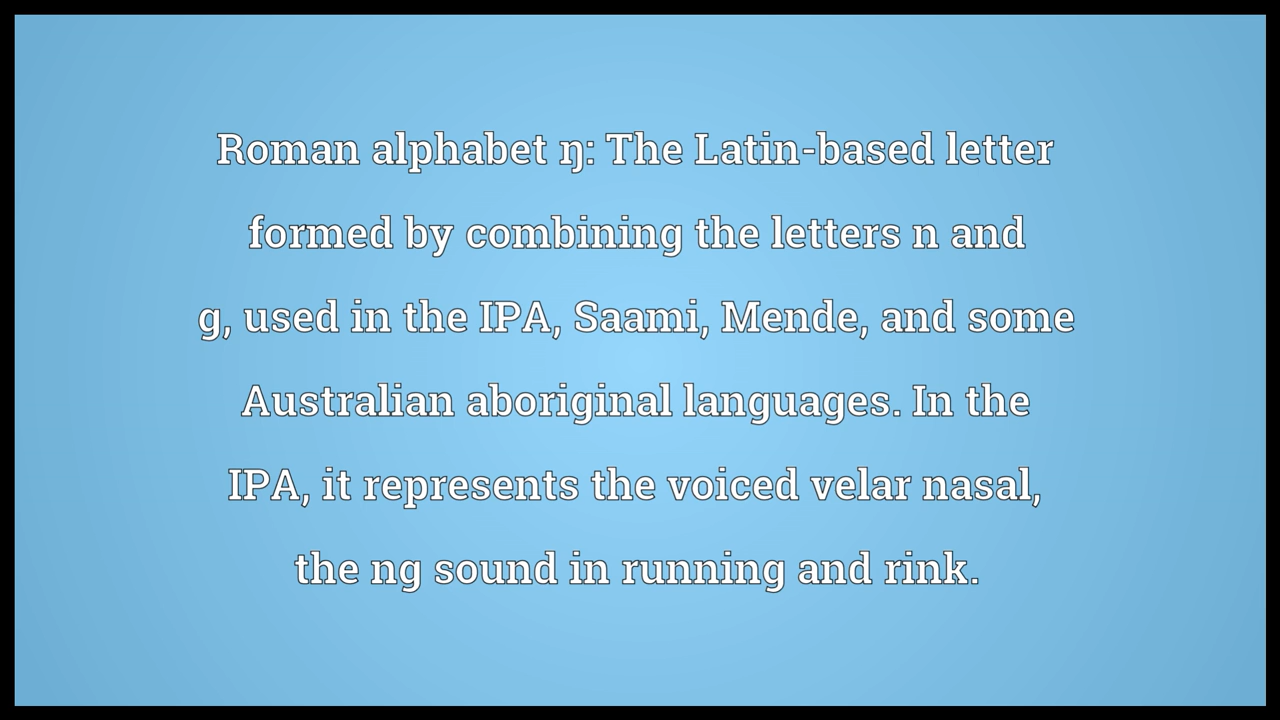 Roman alphabet ŋ: The Latin-based letter
formed by combining the letters n and
g, used in the IPA, Saami, Mende, and some
Australian aboriginal languages. In the
IPA, it represents the voiced velar nasal,
the ng sound in running and rink.